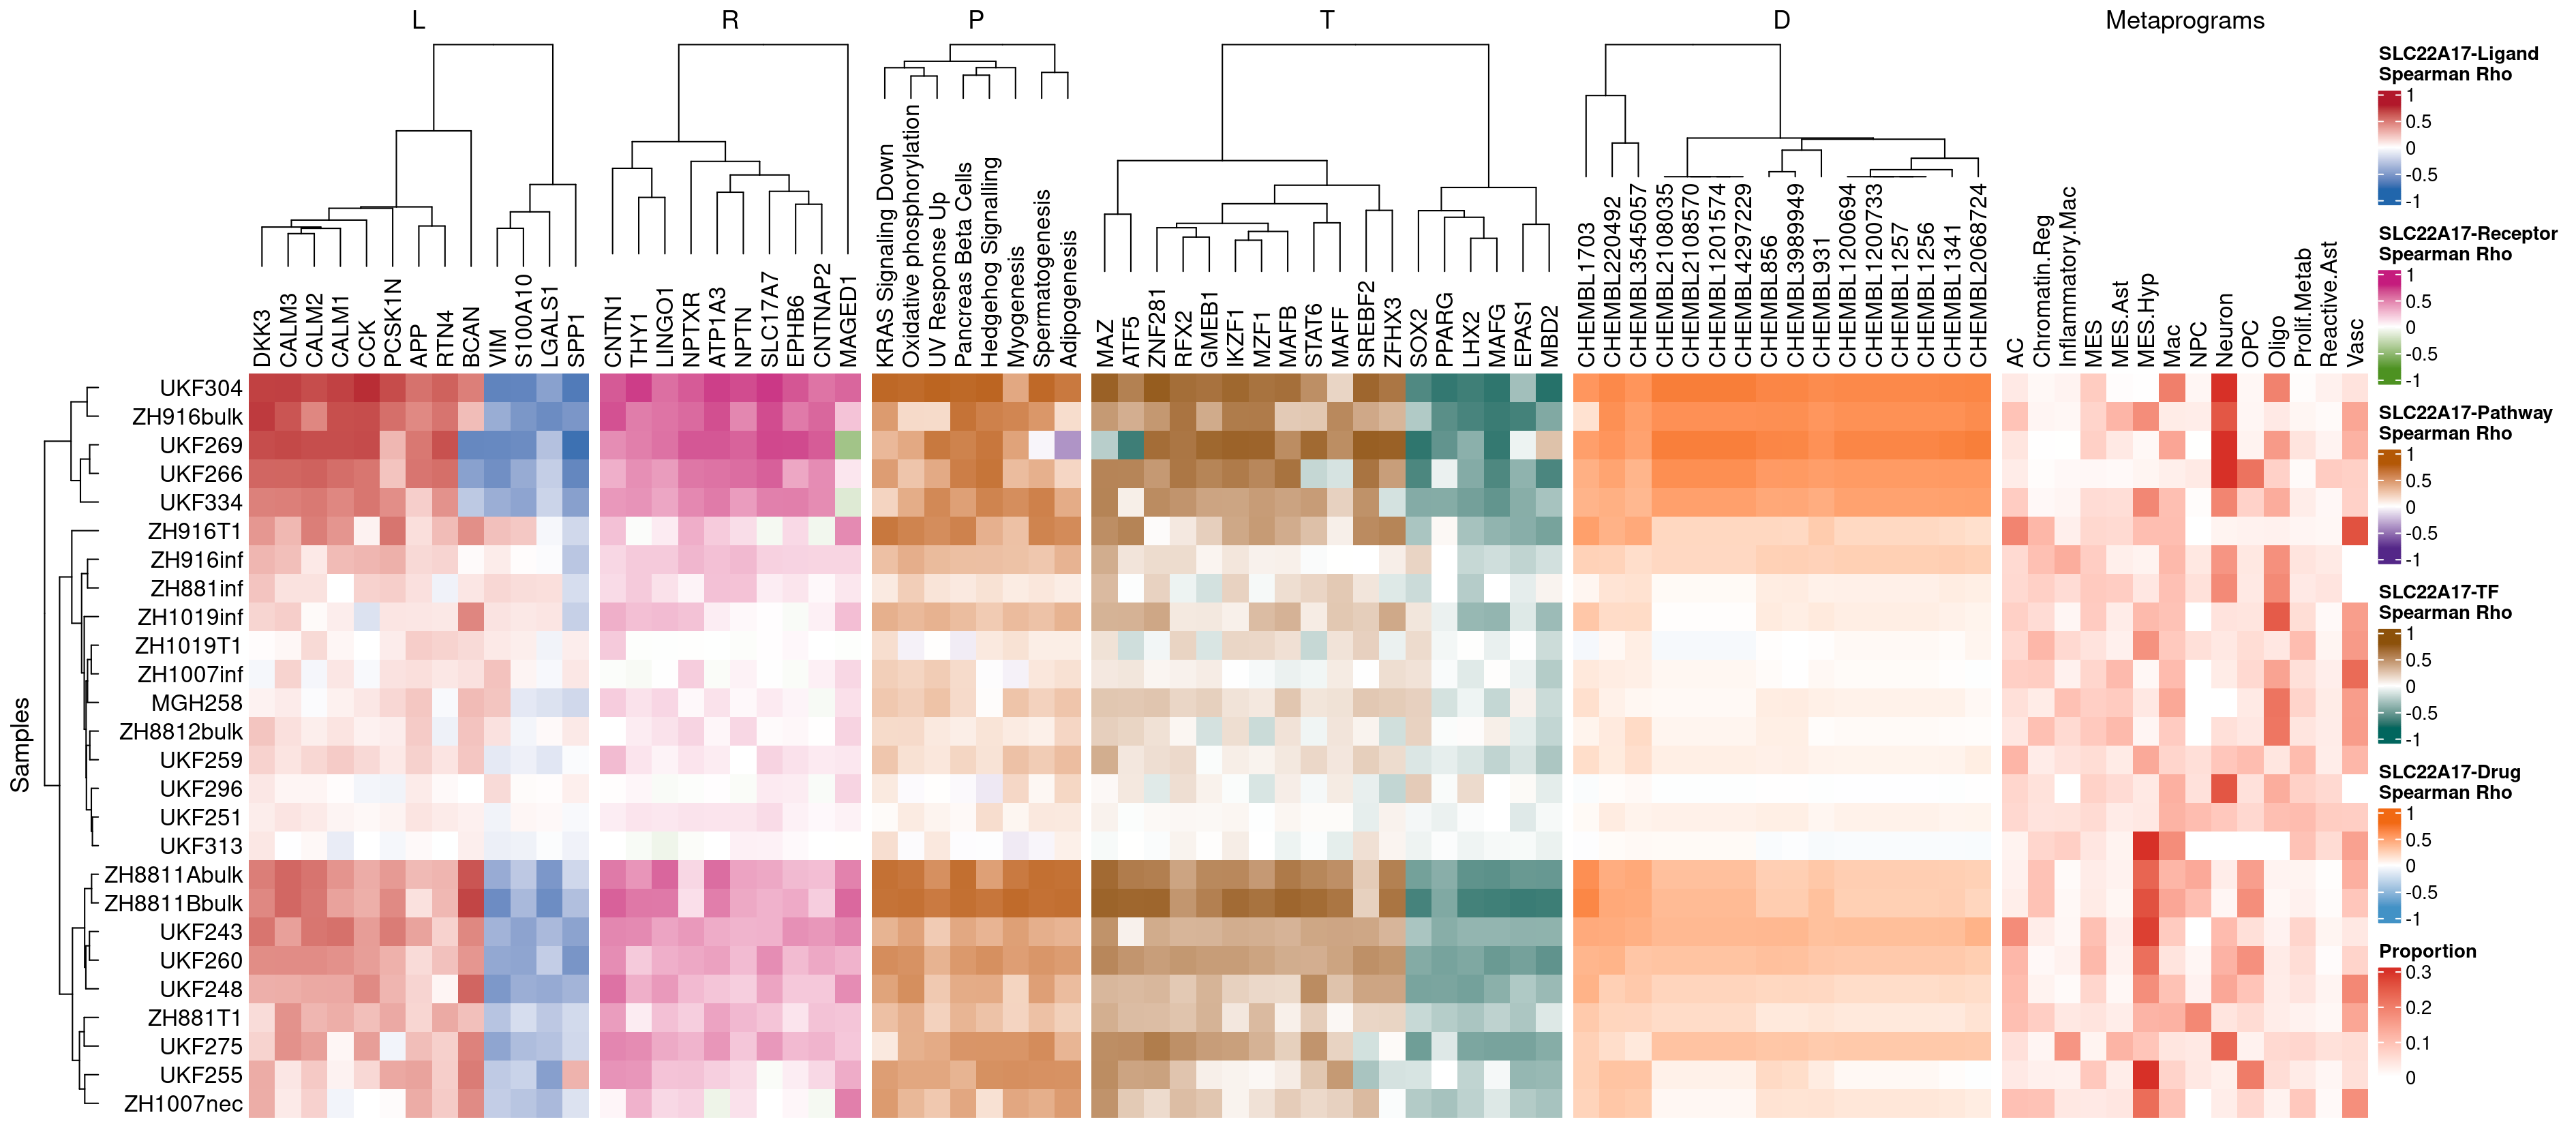 L R P T D Metaprograms
DKK3
CALM3
CALM2
CALM1
CCK
PCSK1N
APP
RTN4
BCAN
VIM
S100A10
LGALS1
SPP1
CNTN1
THY1
LINGO1
NPTXR
ATP1A3
NPTN
SLC17A7
EPHB6
CNTNAP2
MAGED1
KRAS Signaling Down
Oxidative phosphorylation
UV Response Up
Pancreas Beta Cells
Hedgehog Signalling
Myogenesis
Spermatogenesis
Adipogenesis
MAZ
ATF5
ZNF281
RFX2
GMEB1
IKZF1
MZF1
MAFB
STAT6
MAFF
SREBF2
ZFHX3
SOX2
PPARG
LHX2
MAFG
EPAS1
MBD2
CHEMBL1703
CHEMBL220492
CHEMBL3545057
CHEMBL2108035
CHEMBL2108570
CHEMBL1201574
CHEMBL4297229
CHEMBL856
CHEMBL3989949
CHEMBL931
CHEMBL1200694
CHEMBL1200733
CHEMBL1257
CHEMBL1256
CHEMBL1341
CHEMBL2068724
AC
Chromatin.Reg
Inflammatory.Mac
MES
MES.Ast
MES.Hyp
Mac
NPC
Neuron
OPC
Oligo
Prolif.Metab
Reactive.Ast
Vasc
Samples
UKF304
ZH916bulk
UKF269
UKF266
UKF334
ZH916T1
ZH916inf
ZH881inf
ZH1019inf
ZH1019T1
ZH1007inf
MGH258
ZH8812bulk
UKF259
UKF296
UKF251
UKF313
ZH8811Abulk
ZH8811Bbulk
UKF243
UKF260
UKF248
ZH881T1
UKF275
UKF255
ZH1007nec
SLC22A17-Ligand
Spearman Rho
1
0.5
0
-0.5
-1
SLC22A17-Receptor
Spearman Rho
1
0.5
0
-0.5
-1
SLC22A17-Pathway
Spearman Rho
1
0.5
0
-0.5
-1
SLC22A17-TF
Spearman Rho
1
0.5
0
-0.5
-1
SLC22A17-Drug
Spearman Rho
1
0.5
0
-0.5
-1
Proportion
0.3
0.2
0.1
0